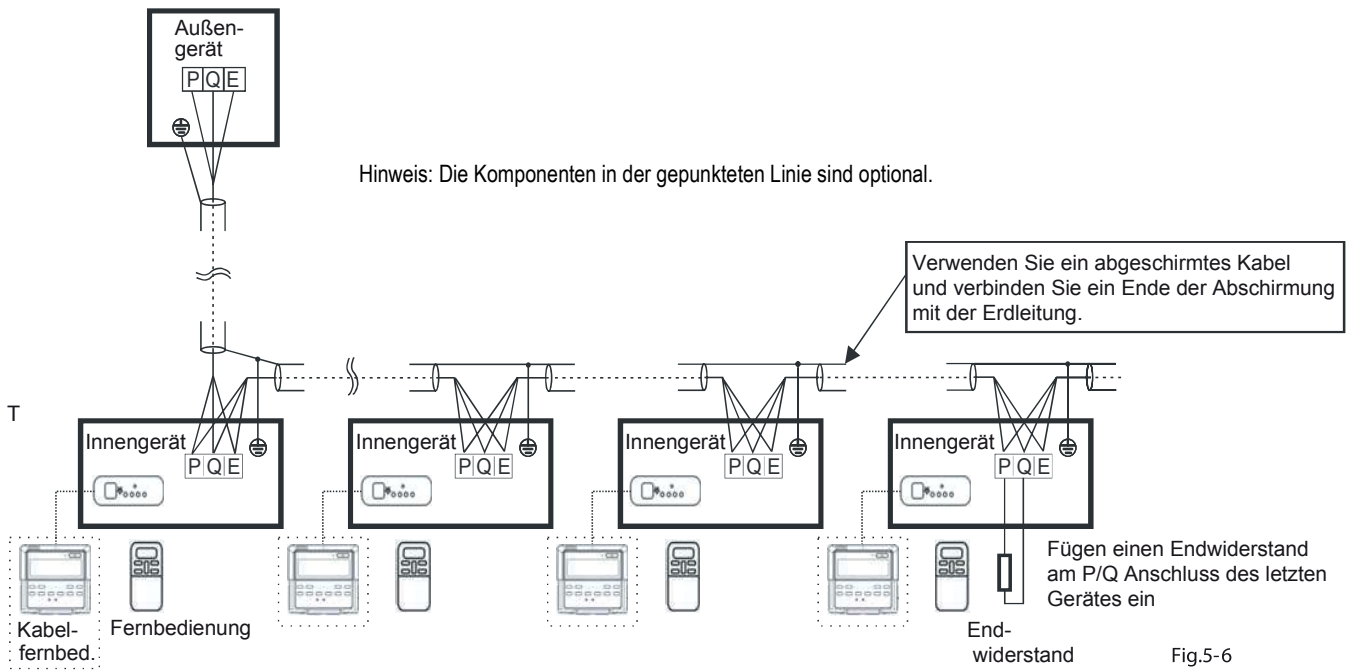 Außen-
gerät
P Q E
Hinweis: Die Komponenten in der gepunkteten Linie sind optional.
Verwenden Sie ein abgeschirmtes Kabel
und verbinden Sie ein Ende der Abschirmung
mit der Erdleitung.
T
Innengerät
P Q E
Innengerät
P Q E
Innengerät
P Q E
Innengerät
P Q E
Kabel-
fernbed.
Fernbedienung
Fügen einen Endwiderstand
am P/Q Anschluss des letzten
Gerätes ein
End-
widerstand
Fig.5-6